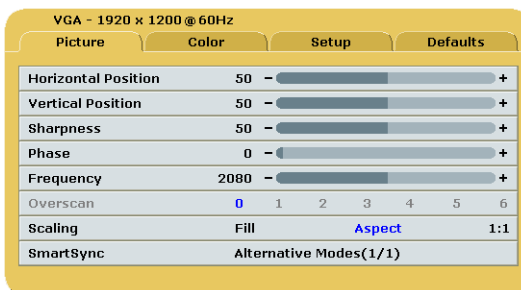 VGA - 1920 x 1200 @ 60Hz
Picture Color Setup Defaults
Horizontal Position 50 - +
Vertical Position 50 - +
Sharpness 50 - +
Phase 0 - +
Frequency 2080 - +
Overscan 0 1 2 3 4 5 6
Scaling Fill Aspect 1:1
SmartSync Alternative Modes(1/1)